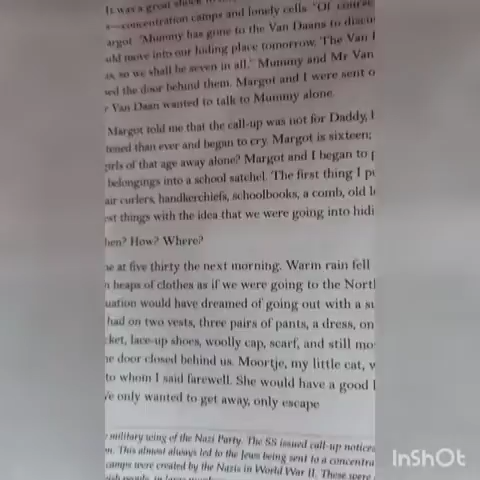 It was a great shock
concentration camps and lonely cells. "Of course
argot. "Mummy has gone to the Van Daans to discu
uld move into our hiding place tomorrow. The Van
as, so we shall be seven in all." Mummy and Mr Van
sed the door behind them. Margot and I were sent o
r Van Daan wanted to talk to Mummy alone.
Margot told me that the call-up was not for Daddy, I
tened than ever and began to cry. Margot is sixteen;
girls of that age away alone? Margot and I began to p
belongings into a school satchel. The first thing I pu
air curlers, handkerchiefs, schoolbooks, a comb, old l
est things with the idea that we were going into hidi
hen? How? Where?
se at five thirty the next morning. Warm rain fell
n heaps of clothes as if we were going to the Nort
uation would have dreamed of going out with a su
had on two vests, three pairs of pants, a dress, on
ket, lace-up shoes, woolly cap, scarf, and still mo
he door closed behind us. Moortje, my little cat, w
to whom I said farewell. She would have a good
e only wanted to get away, only escape
military wing of the Nazi Party. The SS issued call-up notices
n. This almost always led to the Jews being sent to a concentra
camps were created by the Nazis in World War II. These were
InShOt